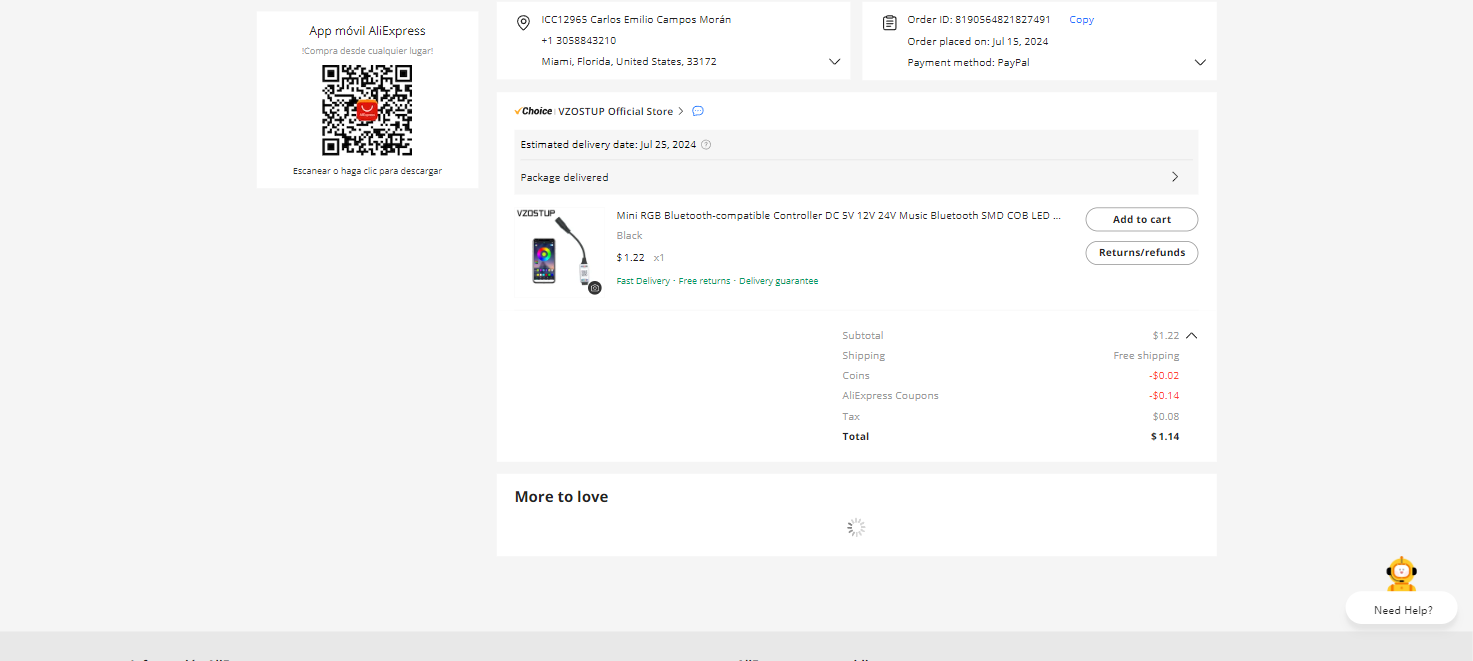 App móvil AliExpress
!Compra desde cualquier lugar!
Escanear o haga clic para descargar
ICC12965 Carlos Emilio Campos Morán
+1 3058843210
Miami, Florida, United States, 33172
Order ID: 8190564821827491 Copy
Order placed on: Jul 15, 2024
Payment method: PayPal
Choice VZOSTUP Official Store
Estimated delivery date: Jul 25, 2024
Package delivered
VZOSTUP
Mini RGB Bluetooth-compatible Controller DC 5V 12V 24V Music Bluetooth SMD COB LED ...
Black
$1.22 x1
Fast Delivery · Free returns · Delivery guarantee
Add to cart
Returns/refunds
Subtotal $1.22
Shipping Free shipping
Coins -$0.02
AliExpress Coupons -$0.14
Tax $0.08
Total $1.14
More to love
Need Help?